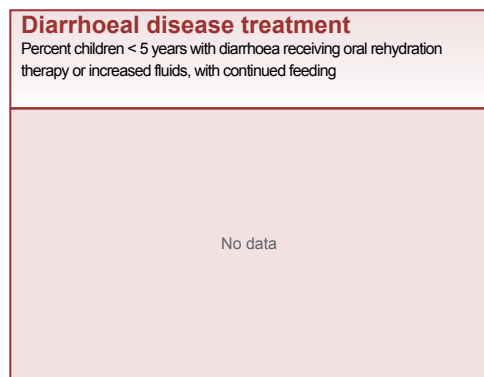 Diarrhoeal disease treatment
Percent children < 5 years with diarrhoea receiving oral rehydration
therapy or increased fluids, with continued feeding
No data